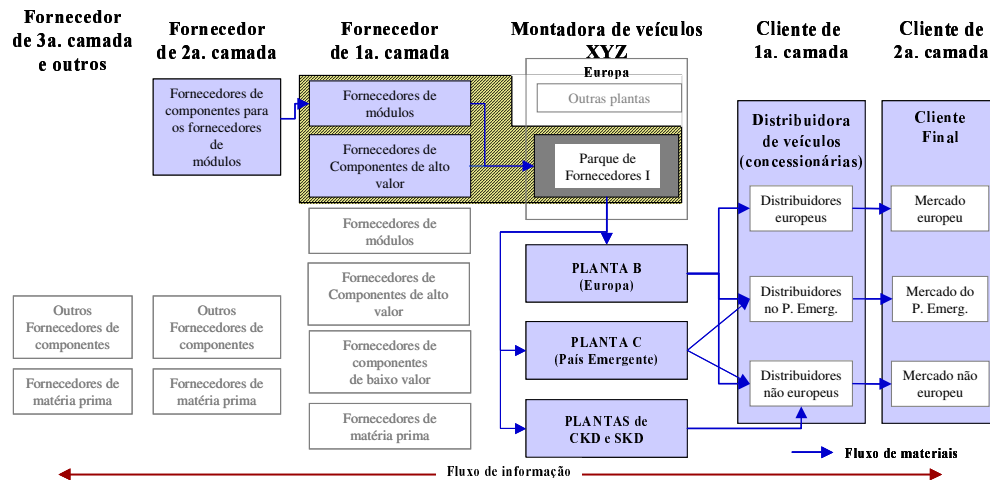 Fornecedor
de 3a. camada
e outros
Fornecedor
de 2a. camada
Fornecedor
de 1a. camada
Montadora de veículos
XYZ
Cliente de
1a. camada
Cliente de
2a. camada
Fornecedores de
componentes para
os fornecedores
de
módulos
Outros
Fornecedores de
componentes
Fornecedores de
matéria prima
Outros
Fornecedores de
componentes
Fornecedores de
matéria prima
Fornecedores de
módulos
Fornecedores de
Componentes de alto
valor
Fornecedores de
módulos
Fornecedores de
Componentes de alto
valor
Fornecedores de
componentes
de baixo valor
Fornecedores de
matéria prima
Europa
Outras plantas
Parque de
Fornecedores I
PLANTA B
(Europa)
PLANTA C
(País Emergente)
PLANTAS de
CKD e SKD
Distribuidora
de veículos
(concessionárias)
Distribuidores
europeus
Distribuidores
no P. Emerg.
Distribuidores
não europeus
Cliente
Final
Mercado
europeu
Mercado do
P. Emerg.
Mercado não
europeu
Fluxo de materiais
Fluxo de informação